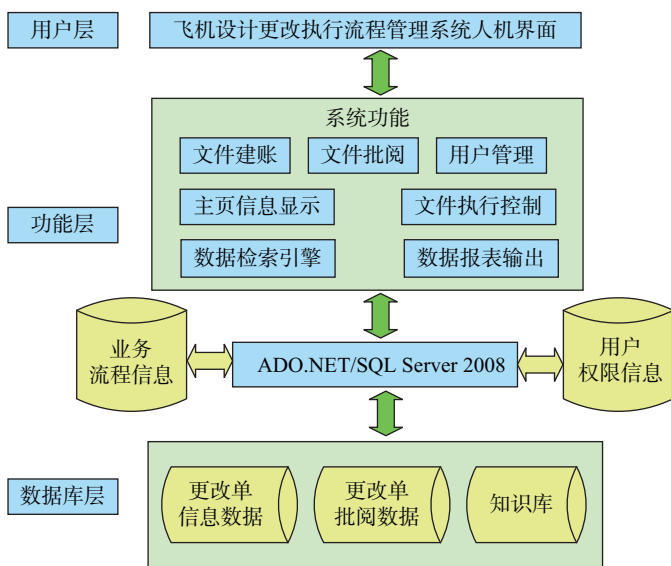 用户层
飞机设计更改执行流程管理系统人机界面
系统功能
文件建账
文件批阅
用户管理
功能层
主页信息显示
文件执行控制
数据检索引擎
数据报表输出
业务
流程信息
ADO.NET/SQL Server 2008
用户
权限信息
数据库层
更改单
信息数据
更改单
批阅数据
知识库